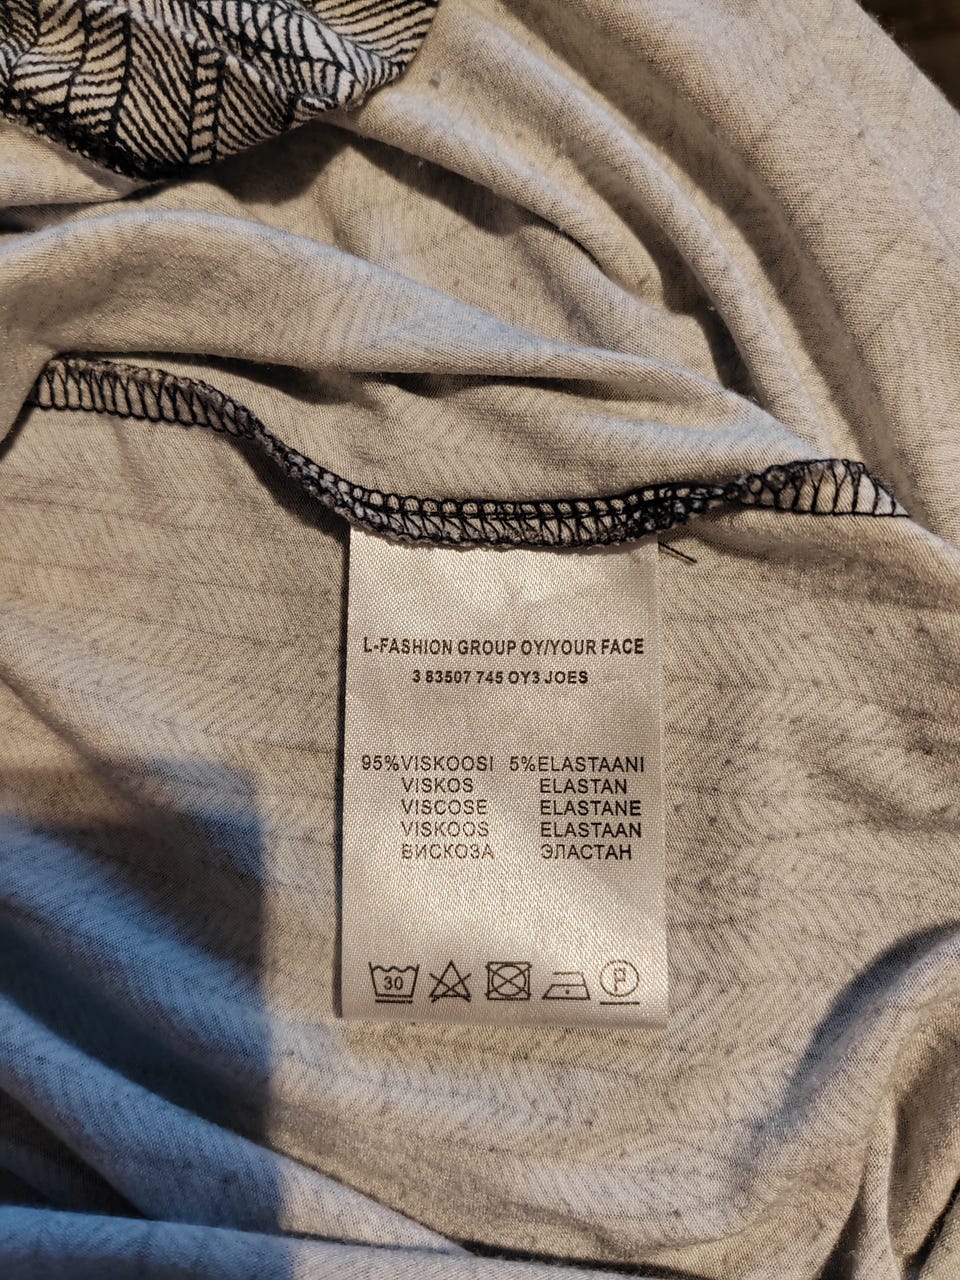 L-FASHION GROUP OY/YOUR FACE
3 83507 745 OY3 JOES
95%VISKOOSI 5%ELASTAANI
VISKOS ELASTAN
VISCOSE ELASTANE
VISKOOS ELASTAAN
ВИСКОЗА ЭЛАСТАН
30 P